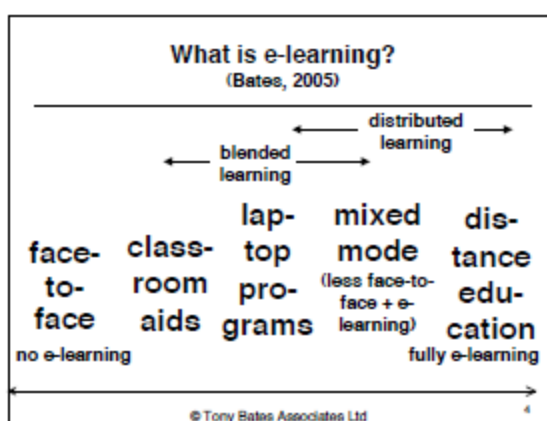 What is e-learning?
(Bates, 2005)
distributed
learning
blended
learning
face-
to-
face
no e-learning
class-
room
aids
lap-
top
pro-
grams
mixed
mode
(less face-to-
face + e-
learning)
dis-
tance
edu-
cation
fully e-learning
© Tony Bates Associates Ltd
4